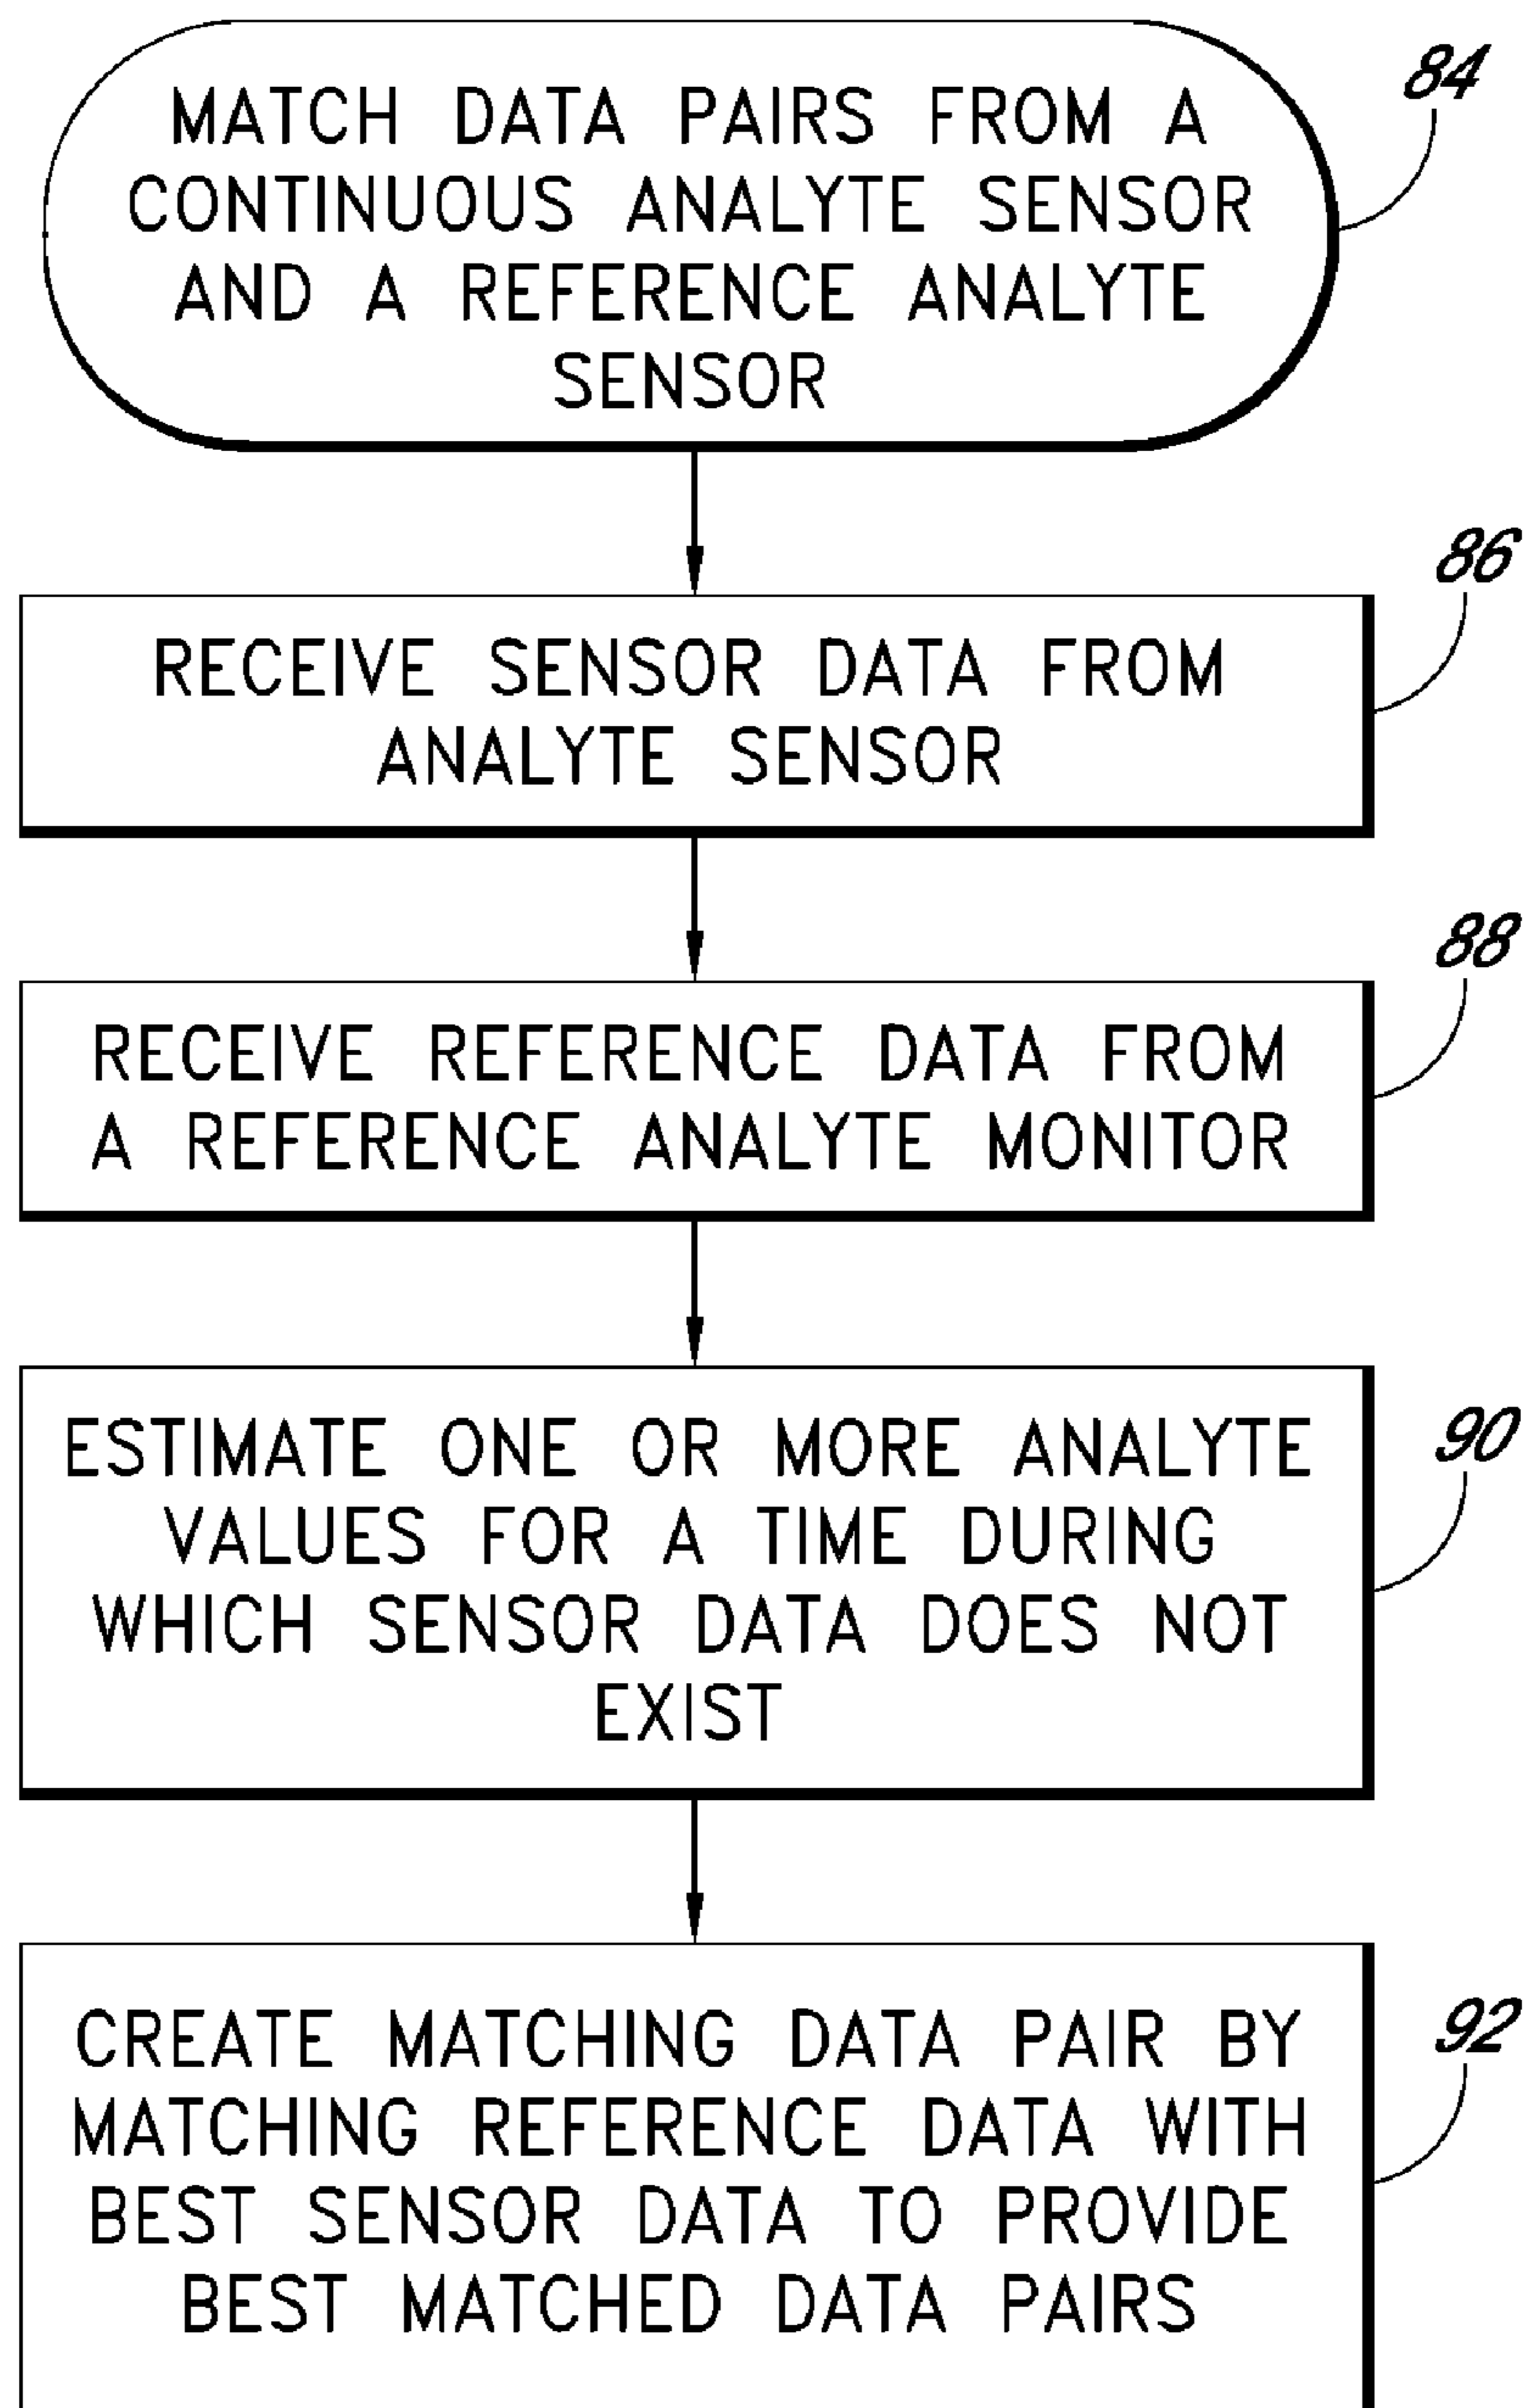 84
MATCH DATA PAIRS FROM A
CONTINUOUS ANALYTE SENSOR
AND A REFERENCE ANALYTE
SENSOR
86
RECEIVE SENSOR DATA FROM
ANALYTE SENSOR
88
RECEIVE REFERENCE DATA FROM
A REFERENCE ANALYTE MONITOR
90
ESTIMATE ONE OR MORE ANALYTE
VALUES FOR A TIME DURING
WHICH SENSOR DATA DOES NOT
EXIST
92
CREATE MATCHING DATA PAIR BY
MATCHING REFERENCE DATA WITH
BEST SENSOR DATA TO PROVIDE
BEST MATCHED DATA PAIRS